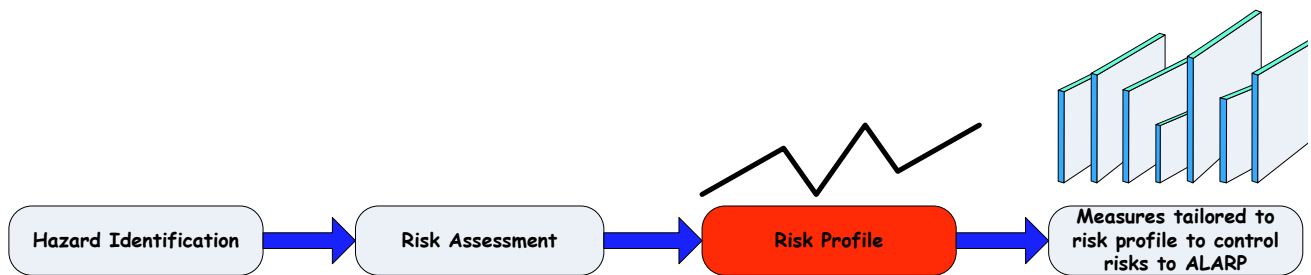 Hazard Identification
Risk Assessment
Risk Profile
Measures tailored to
risk profile to control
risks to ALARP